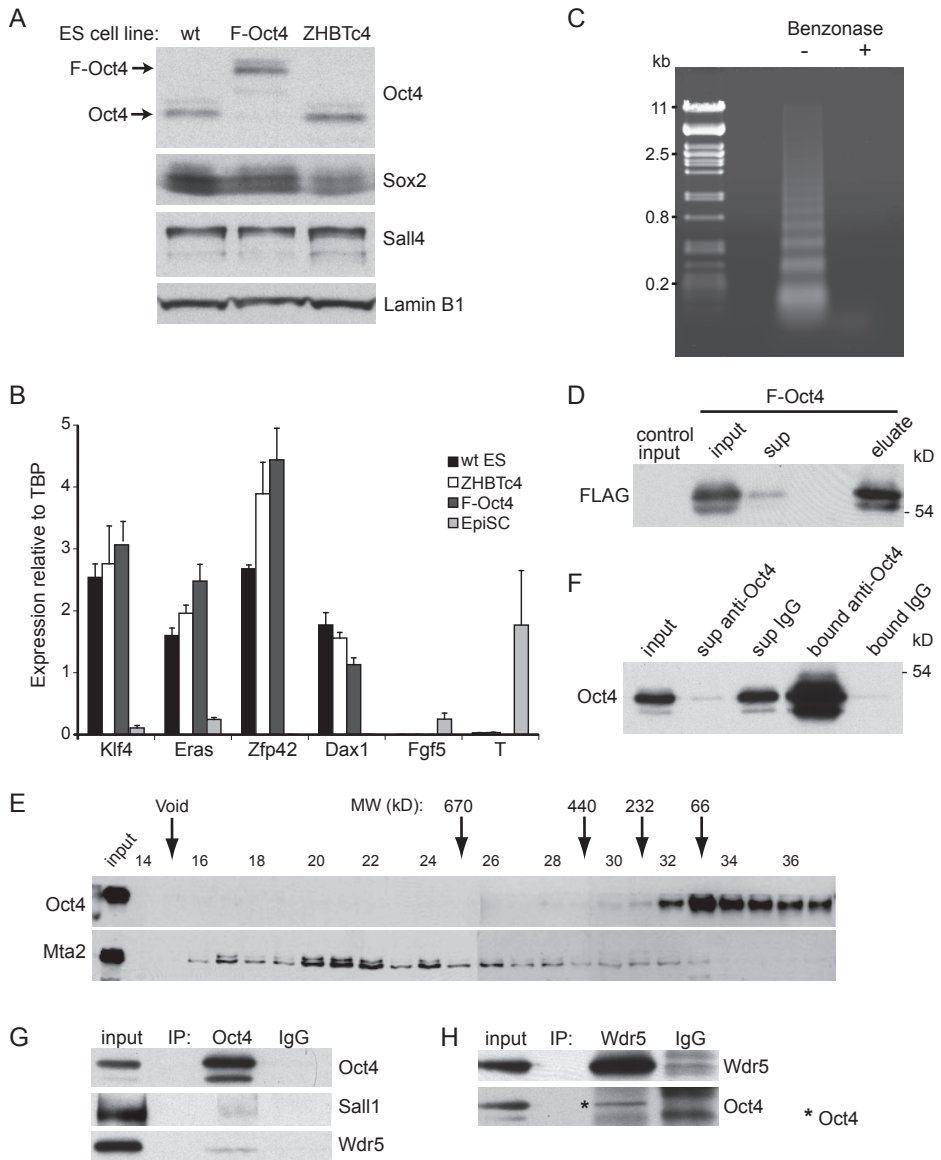 A
ES cell line: wt F-Oct4 ZHBTc4
F-Oct4
Oct4
Oct4
Sox2
Sall4
Lamin B1
C
Benzonase
- +
kb
11
2.5
0.8
0.2
B
Expression relative to TBP
5
4
3
2
1
0
wt ES
ZHBTc4
F-Oct4
EpiSC
Klf4 Eras Zfp42 Dax1 Fgf5 T
D
F-Oct4
control input
input
sup
eluate
kD
FLAG
- 54
F
input
sup anti-Oct4
sup IgG
bound anti-Oct4
bound IgG
kD
- 54
Oct4
E
Void MW (kD): 670 440 232 66
input 14 16 18 20 22 24 26 28 30 32 34 36
Oct4
Mta2
G
input IP: Oct4 IgG
Oct4
Sall1
Wdr5
H
input IP: Wdr5 IgG
Wdr5
* Oct4
* Oct4